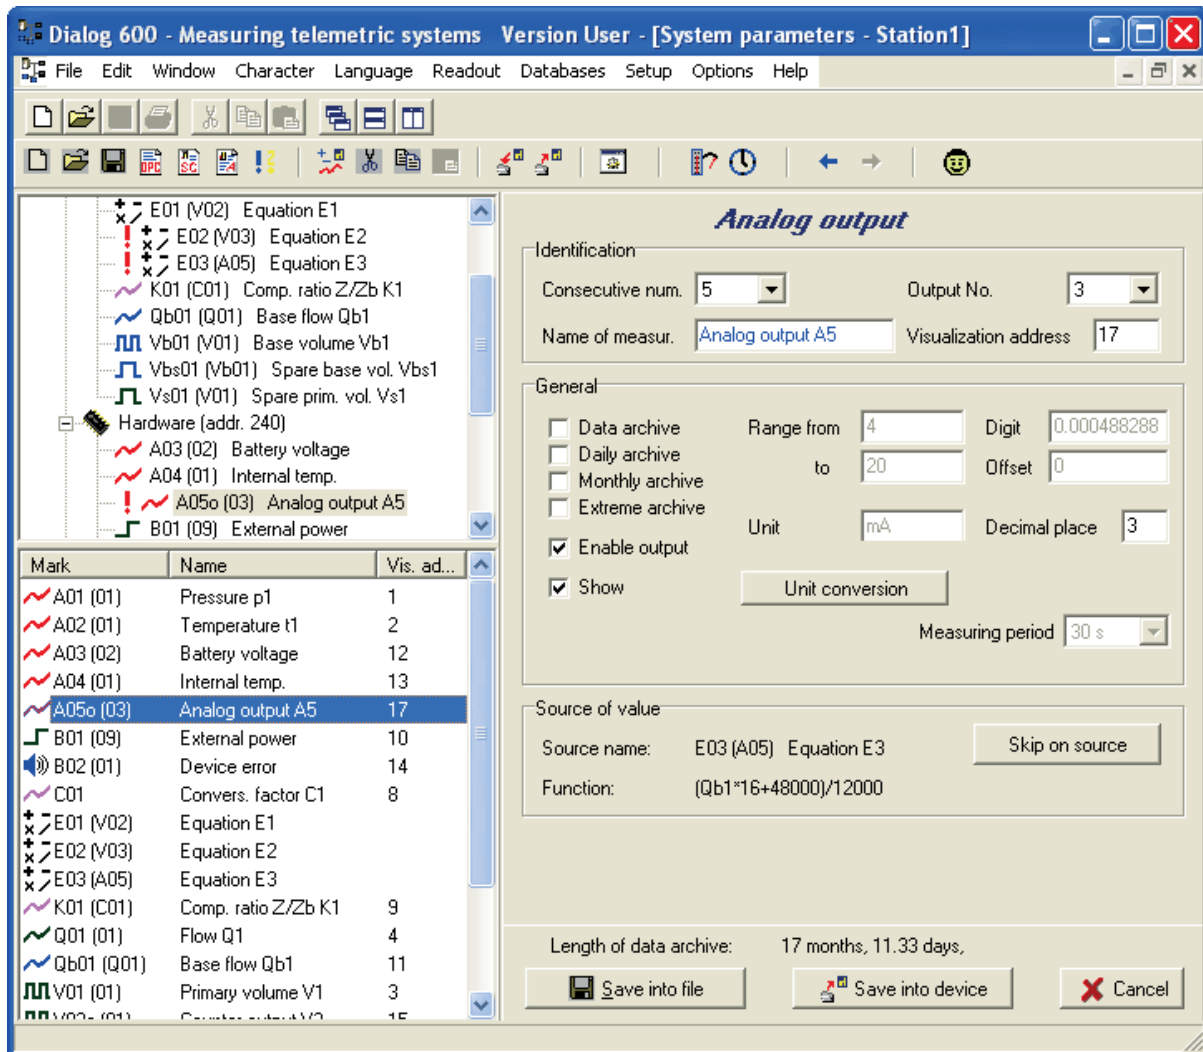 Dialog 600 - Measuring telemetric systems Version User - [System parameters - Station1]
File Edit Window Character Language Readout Databases Setup Options Help
E01 (V02) Equation E1
E02 (V03) Equation E2
E03 (A05) Equation E3
K01 (C01) Comp. ratio Z/Zb K1
Qb01 (Q01) Base flow Qb1
Vb01 (V01) Base volume Vb1
Vbs01 (Vb01) Spare base vol. Vbs1
Vs01 (V01) Spare prim. vol. Vs1
Hardware (addr. 240)
A03 (02) Battery voltage
A04 (01) Internal temp.
A05o (03) Analog output A5
B01 (09) External power
Mark Name Vis. ad...
A01 (01) Pressure p1 1
A02 (01) Temperature t1 2
A03 (02) Battery voltage 12
A04 (01) Internal temp. 13
A05o (03) Analog output A5 17
B01 (09) External power 10
B02 (01) Device error 14
C01 Convers. factor C1 8
E01 (V02) Equation E1
E02 (V03) Equation E2
E03 (A05) Equation E3
K01 (C01) Comp. ratio Z/Zb K1 9
Q01 (01) Flow Q1 4
Qb01 (Q01) Base flow Qb1 11
V01 (01) Primary volume V1 3
Analog output
Identification
Consecutive num. 5 Output No. 3
Name of measur. Analog output A5 Visualization address 17
General
Data archive Range from 4 Digit 0.000488288
Daily archive
to 20 Offset 0
Monthly archive
Extreme archive
Unit mA Decimal place 3
Enable output
Show Unit conversion
Measuring period 30 s
Source of value
Source name: E03 (A05) Equation E3 Skip on source
Function: (Qb1*16+48000)/12000
Length of data archive: 17 months, 11.33 days,
Save into file Save into device Cancel